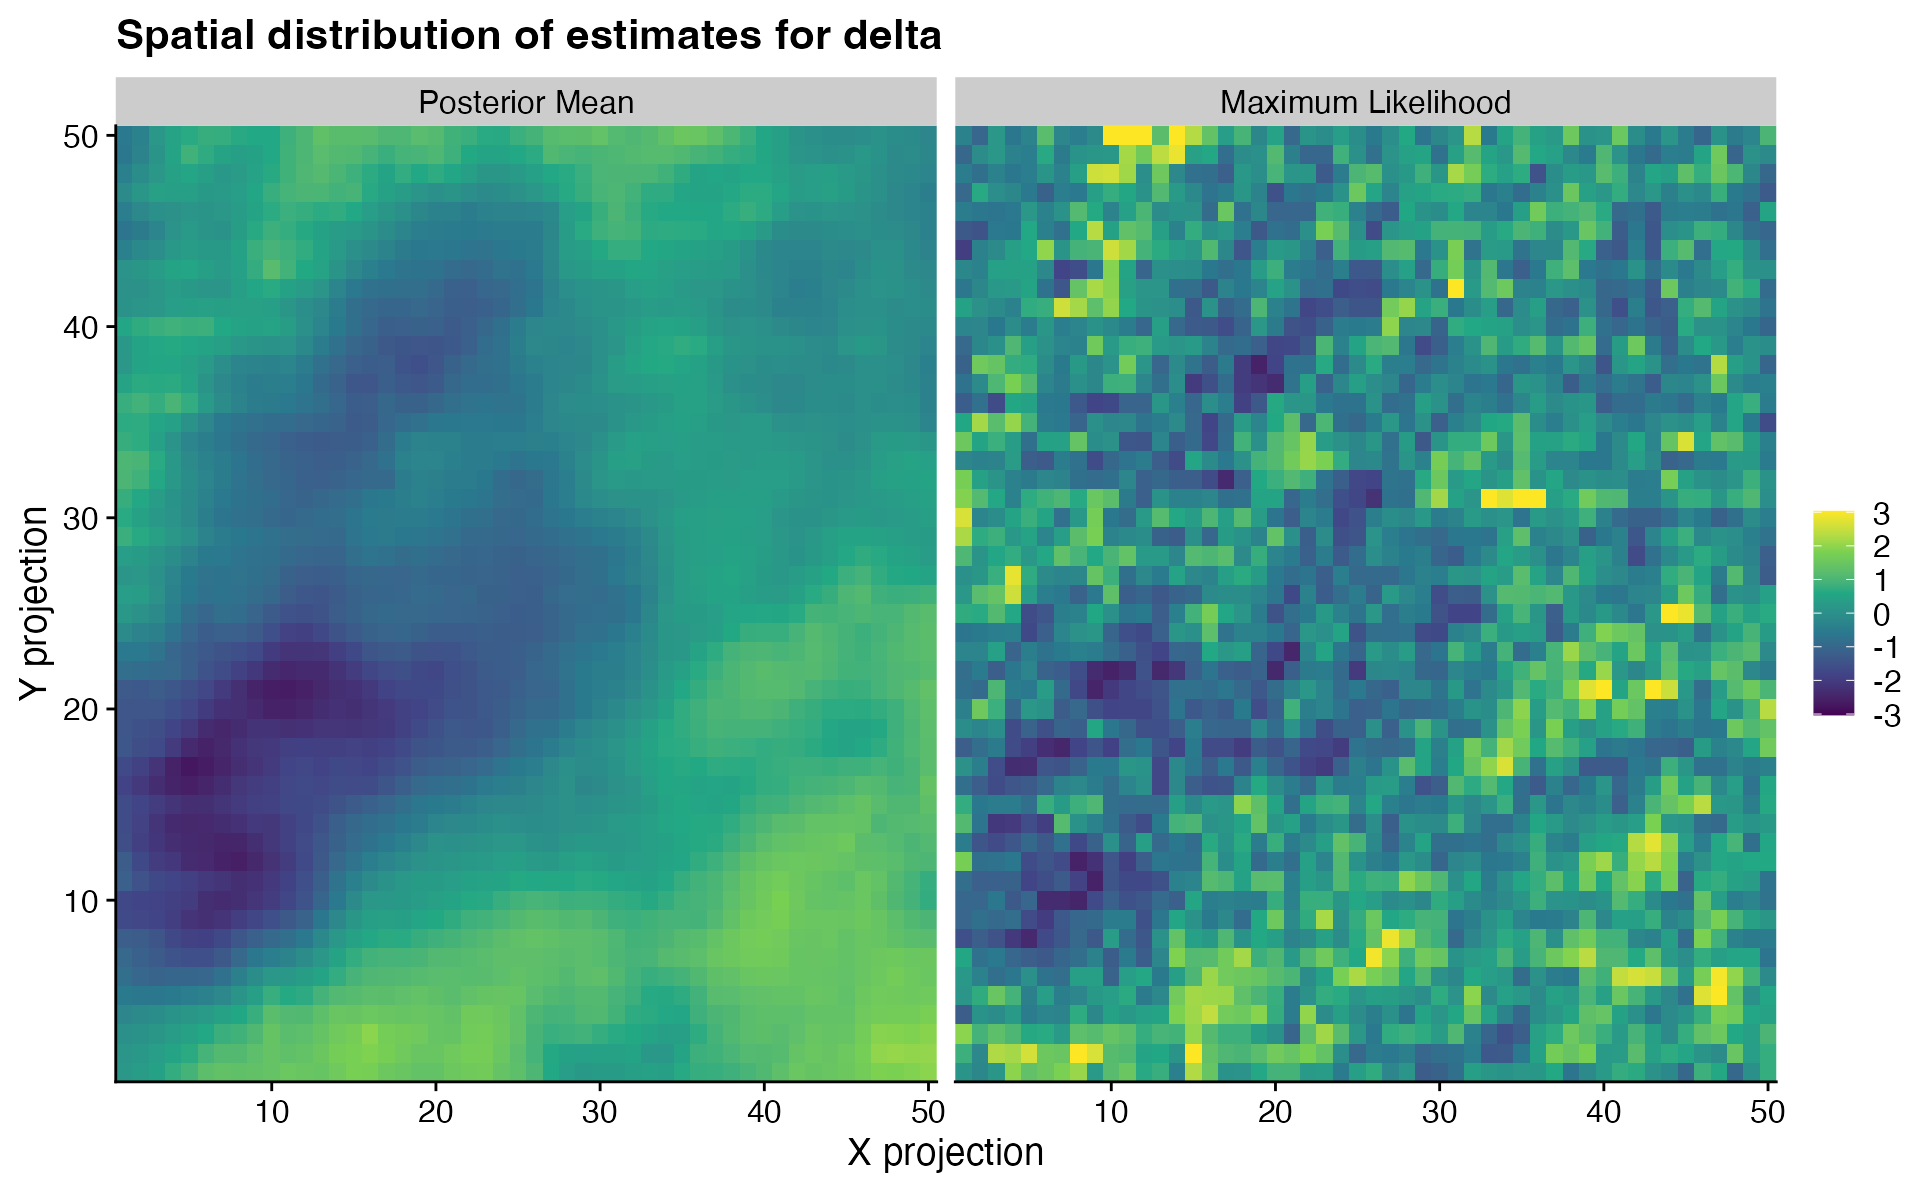 Spatial distribution of estimates for delta
Posterior Mean
Maximum Likelihood
Y projection
50
40
30
20
10
10 20 30 40 50
10 20 30 40 50
X projection
3
2
1
0
-1
-2
-3